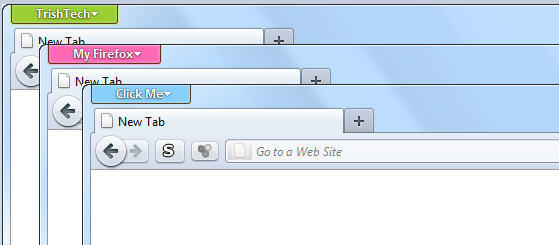 TrishTech
New Tab
My Firefox
New Tab
Click Me
New Tab
S
Go to a Web Site